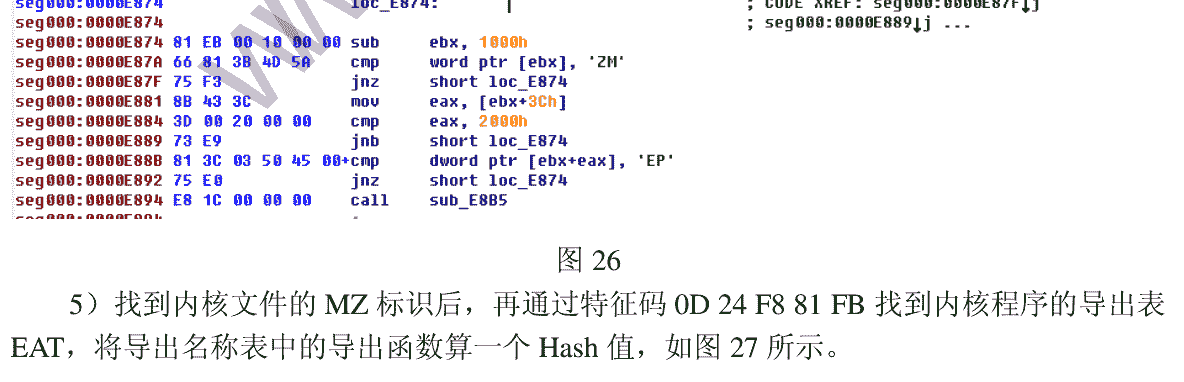 seg000:0000E874 loc_E874: ; CODE XREF: seg000:0000E87F↓j
seg000:0000E874 ; seg000:0000E889↓j ...
seg000:0000E874 81 EB 00 10 00 00 sub ebx, 1000h
seg000:0000E87A 66 81 3B 4D 5A cmp word ptr [ebx], 'ZM'
seg000:0000E87F 75 F3 jnz short loc_E874
seg000:0000E881 8B 43 3C mov eax, [ebx+3Ch]
seg000:0000E884 3D 00 20 00 00 cmp eax, 2000h
seg000:0000E889 73 E9 jnb short loc_E874
seg000:0000E88B 81 3C 03 50 45 00+cmp dword ptr [ebx+eax], 'EP'
seg000:0000E892 75 E0 jnz short loc_E874
seg000:0000E894 E8 1C 00 00 00 call sub_E8B5
seg000:0000E894
图 26
5）找到内核文件的 MZ 标识后，再通过特征码 0D 24 F8 81 FB 找到内核程序的导出表
EAT，将导出名称表中的导出函数算一个 Hash 值，如图 27 所示。